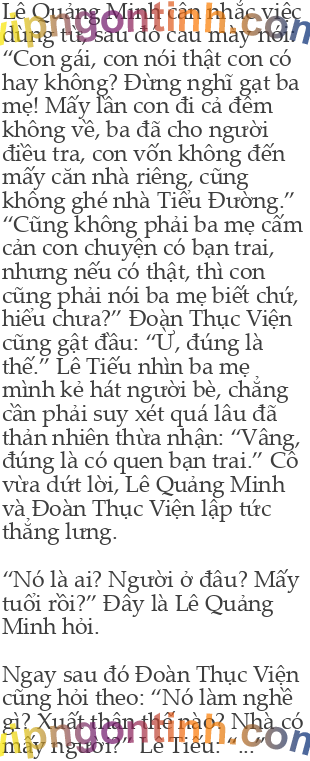 Lê Quảng Minh cân nhắc việc
dùng từ, sau đó cau mày nói:
“Con gái, con nói thật con có
hay không? Đừng nghĩ gạt ba
mẹ! Mấy lần con đi cả đêm
không về, ba đã cho người
điều tra, con vốn không đến
mấy căn nhà riêng, cũng
không ghé nhà Tiểu Đường.”
“Cũng không phải ba mẹ cấm
cản con chuyện có bạn trai,
nhưng nếu có thật, thì con
cũng phải nói ba mẹ biết chứ,
hiểu chưa?” Đoàn Thục Viện
cũng gật đầu: “Ừ, đúng là
thế.” Lê Tiếu nhìn ba mẹ
mình kẻ hát người bè, chẳng
cần phải suy xét quá lâu đã
thản nhiên thừa nhận: “Vâng,
đúng là có quen bạn trai.” Cô
vừa dứt lời, Lê Quảng Minh
và Đoàn Thục Viện lập tức
thẳng lưng.
“Nó là ai? Người ở đâu? Mấy
tuổi rồi?” Đây là Lê Quảng
Minh hỏi.
Ngay sau đó Đoàn Thục Viện
cũng hỏi theo: “Nó làm nghề
gì? Xuất thân thế nào? Nhà có
mấy người?” Lê Tiếu: “...
vipngontinh.com